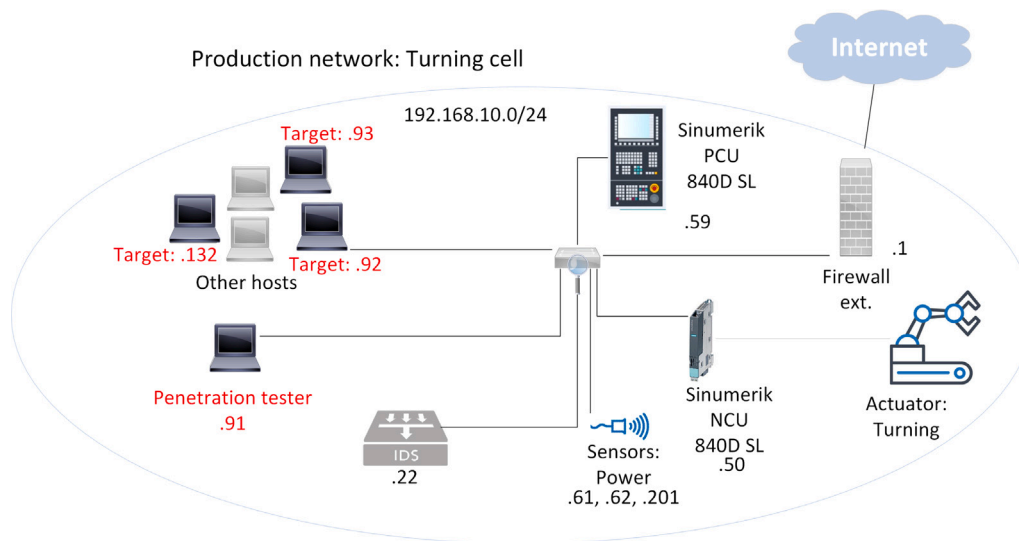 Internet
Production network: Turning cell
192.168.10.0/24
Target: .93
Sinumerik
PCU
840D SL
.59
Target: .132
Target: .92
Other hosts
.1
Firewall
ext.
Penetration tester
.91
IDS
.22
Sensors:
Power
.61, .62, .201
Sinumerik
NCU
840D SL
.50
Actuator:
Turning